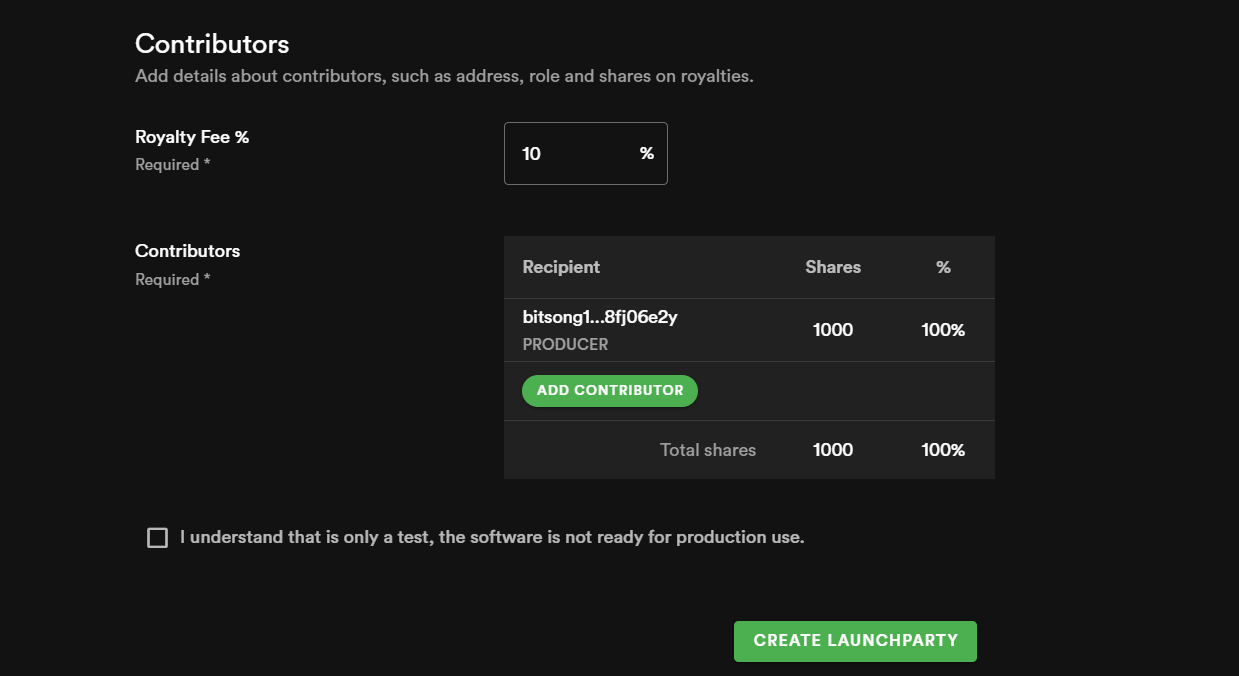 Contributors
Add details about contributors, such as address, role and shares on royalties.
Royalty Fee %
Required *
10 %
Contributors
Required *
Recipient Shares %
bitsong1...8fj06e2y
PRODUCER
1000 100%
ADD CONTRIBUTOR
Total shares 1000 100%
I understand that is only a test, the software is not ready for production use.
CREATE LAUNCHPARTY